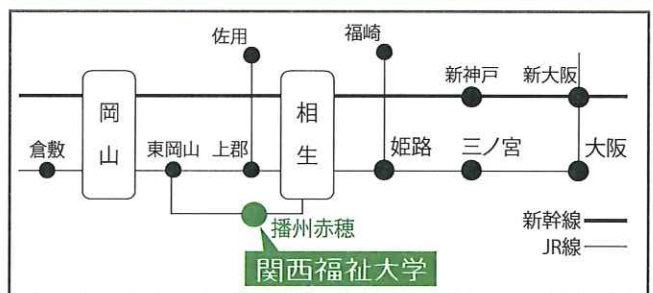 佐用
福崎
新神戸
新大阪
岡山
相生
倉敷
東岡山
上郡
姫路
三ノ宮
大阪
播州赤穂
新幹線
JR線
関西福祉大学